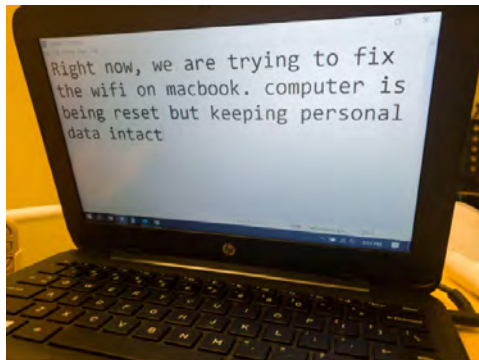 Right now, we are trying to fix
the wifi on macbook. computer is
being reset but keeping personal
data intact
hp